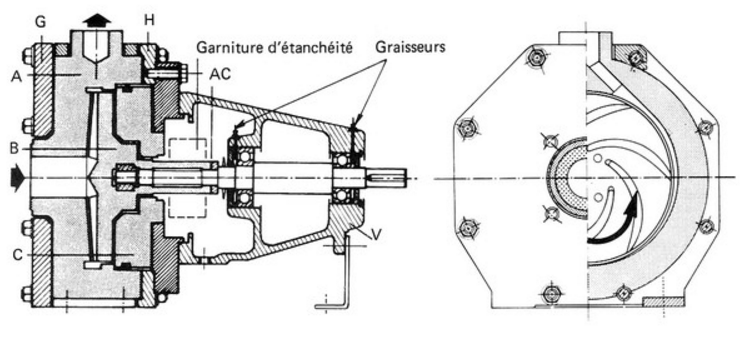 G
H
Garniture d'étanchéité
Graisseurs
A
AC
B
C
V